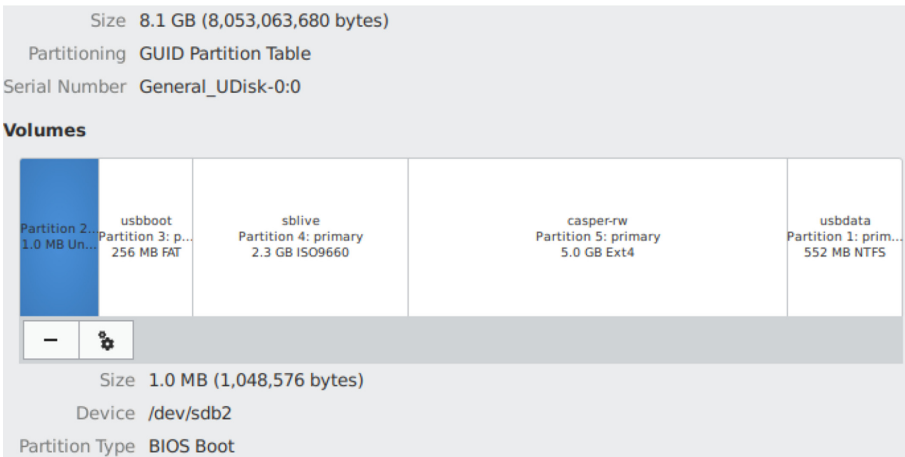 Size 8.1 GB (8,053,063,680 bytes)
Partitioning GUID Partition Table
Serial Number General_UDisk-0:0
Volumes
Partition 2...
1.0 MB Un...
usbboot
Partition 3: p...
256 MB FAT
sblive
Partition 4: primary
2.3 GB ISO9660
casper-rw
Partition 5: primary
5.0 GB Ext4
usbdata
Partition 1: prim...
552 MB NTFS
Size 1.0 MB (1,048,576 bytes)
Device /dev/sdb2
Partition Type BIOS Boot